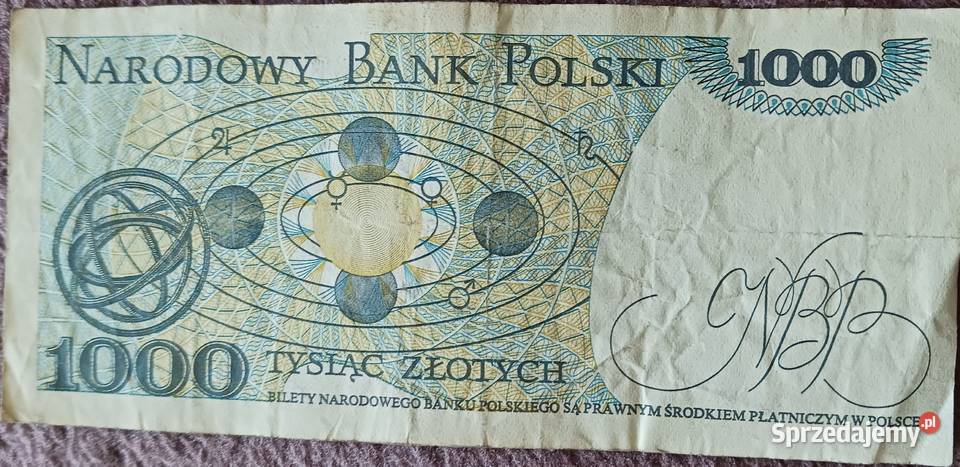 NARODOWY BANK POLSKI
1000
1000
TYSIĄC ZŁOTYCH
NBP
BILETY NARODOWEGO BANKU POLSKIEGO SĄ PRAWNYM ŚRODKIEM PŁATNICZYM W POLSCE
Sprzedajemy.pl